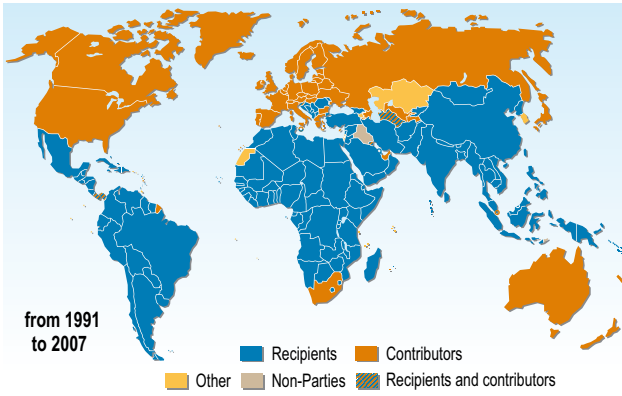 from 1991
to 2007
Recipients
Contributors
Other
Non-Parties
Recipients and contributors